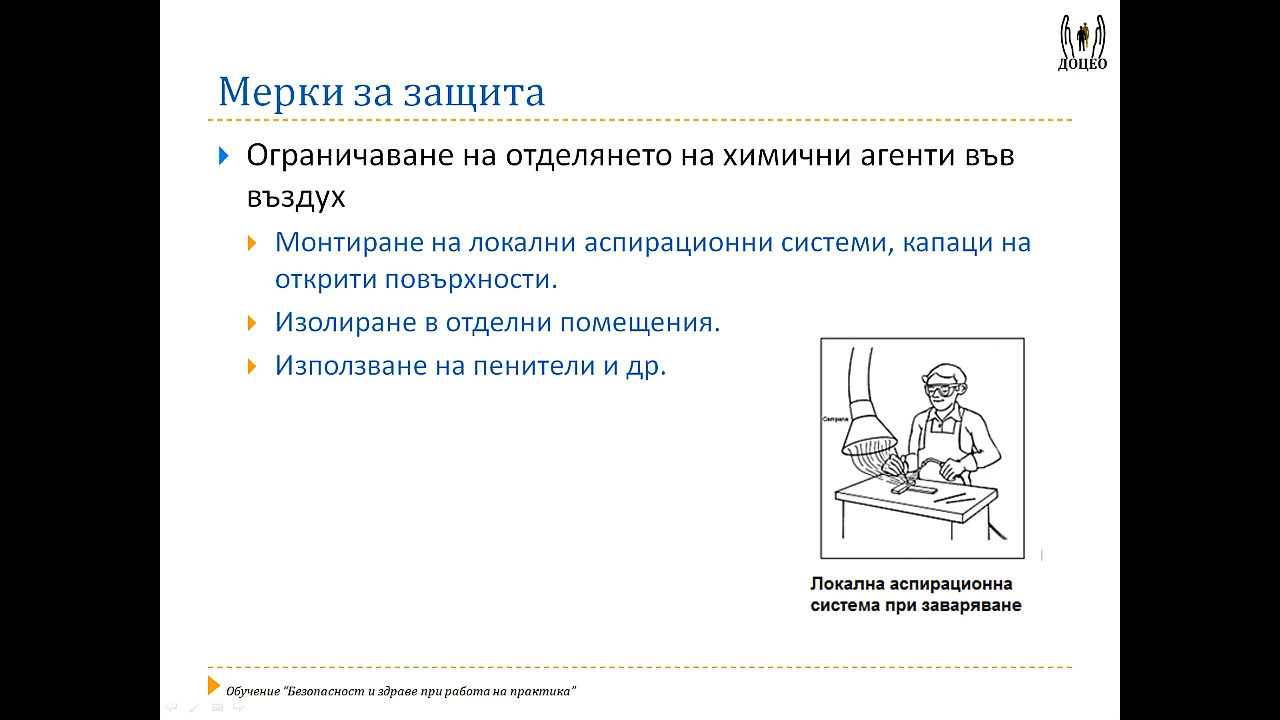 ДОЦЕО
Мерки за защита
Ограничаване на отделянето на химични агенти във
въздух
Монтиране на локални аспирационни системи, капаци на
открити повърхности.
Изолиране в отделни помещения.
Използване на пенители и др.
Campana
Локална аспирационна
система при заваряване
Обучение “Безопасност и здраве при работа на практика”